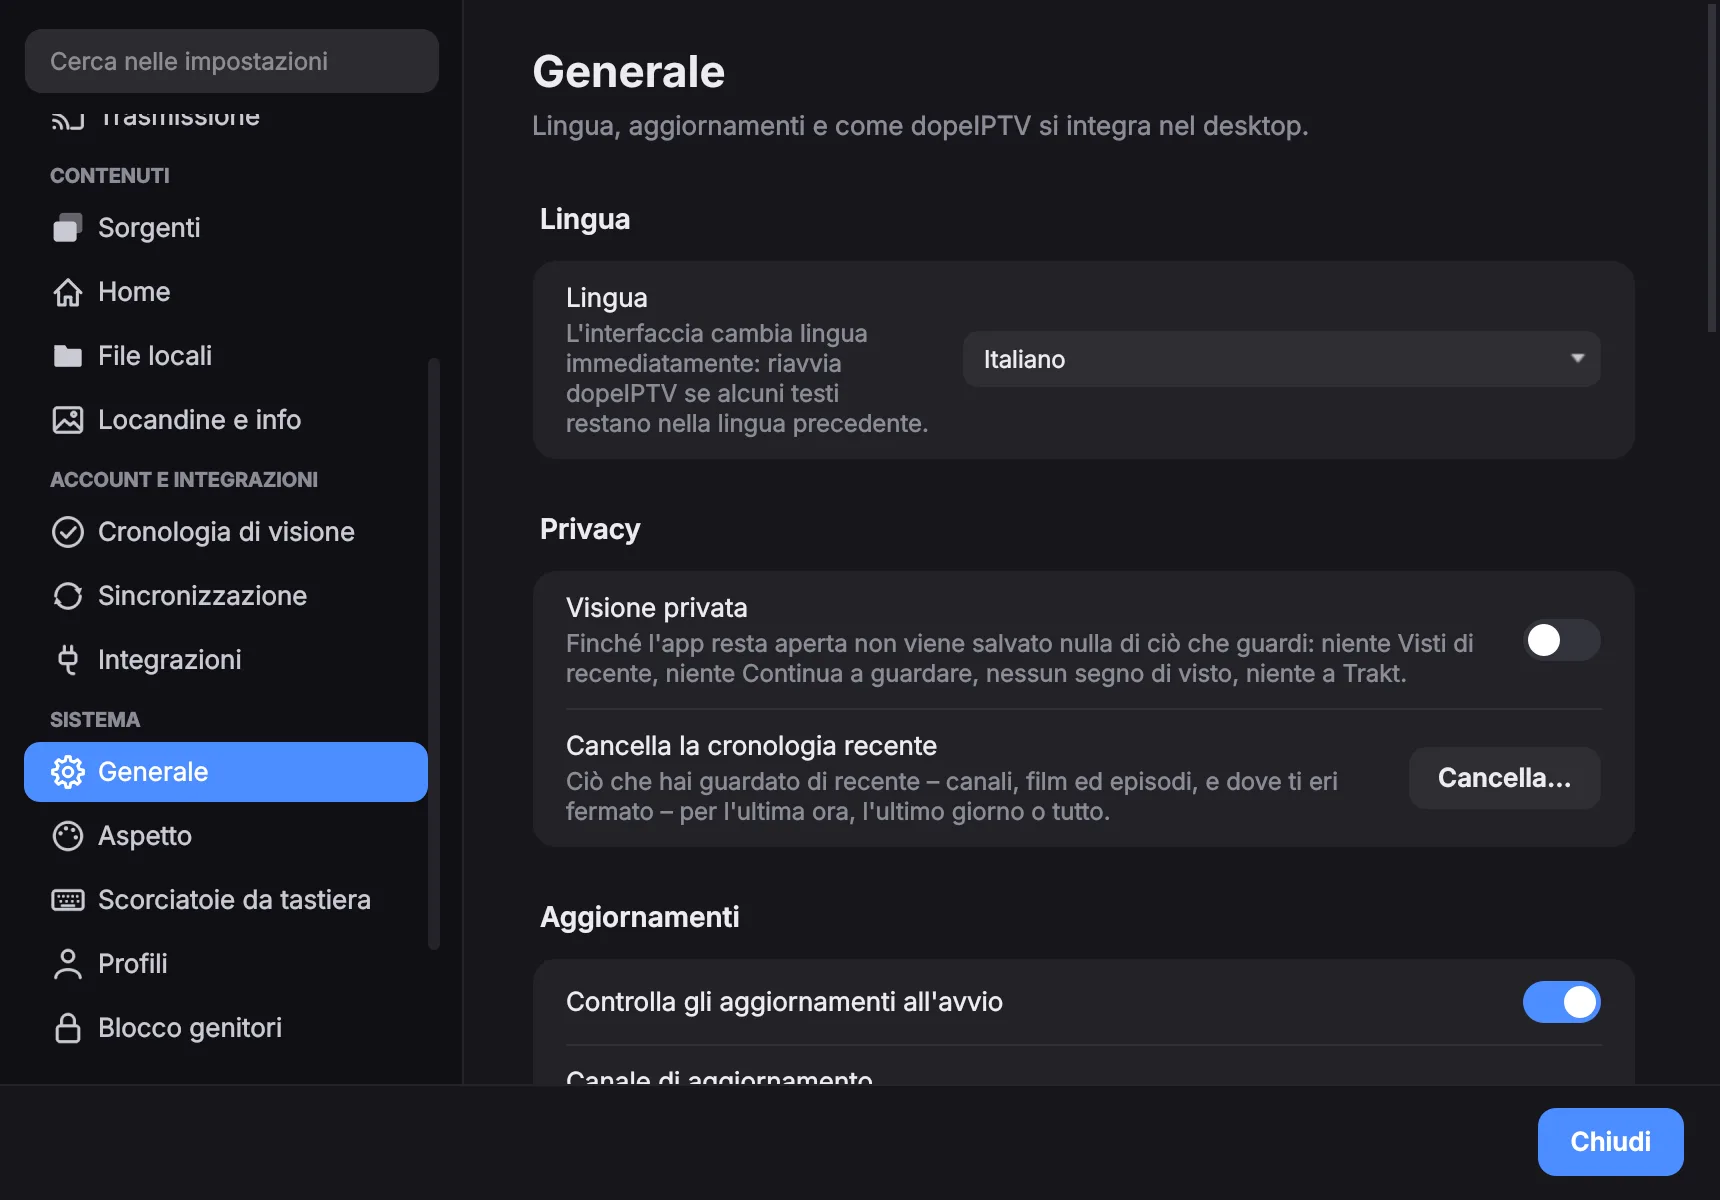 Cerca nelle impostazioni
Trasmissione
CONTENUTI
Sorgenti
Home
File locali
Locandine e info
ACCOUNT E INTEGRAZIONI
Cronologia di visione
Sincronizzazione
Integrazioni
SISTEMA
Generale
Aspetto
Scorciatoie da tastiera
Profili
Blocco genitori
Generale
Lingua, aggiornamenti e come dopeIPTV si integra nel desktop.
Lingua
Lingua
L'interfaccia cambia lingua
immediatamente: riavvia
dopeIPTV se alcuni testi
restano nella lingua precedente.
Italiano
Privacy
Visione privata
Finché l'app resta aperta non viene salvato nulla di ciò che guardi: niente Visti di
recente, niente Continua a guardare, nessun segno di visto, niente a Trakt.
Cancella la cronologia recente
Ciò che hai guardato di recente – canali, film ed episodi, e dove ti eri
fermato – per l'ultima ora, l'ultimo giorno o tutto.
Cancella...
Aggiornamenti
Controlla gli aggiornamenti all'avvio
Canale di aggiornamento
Chiudi